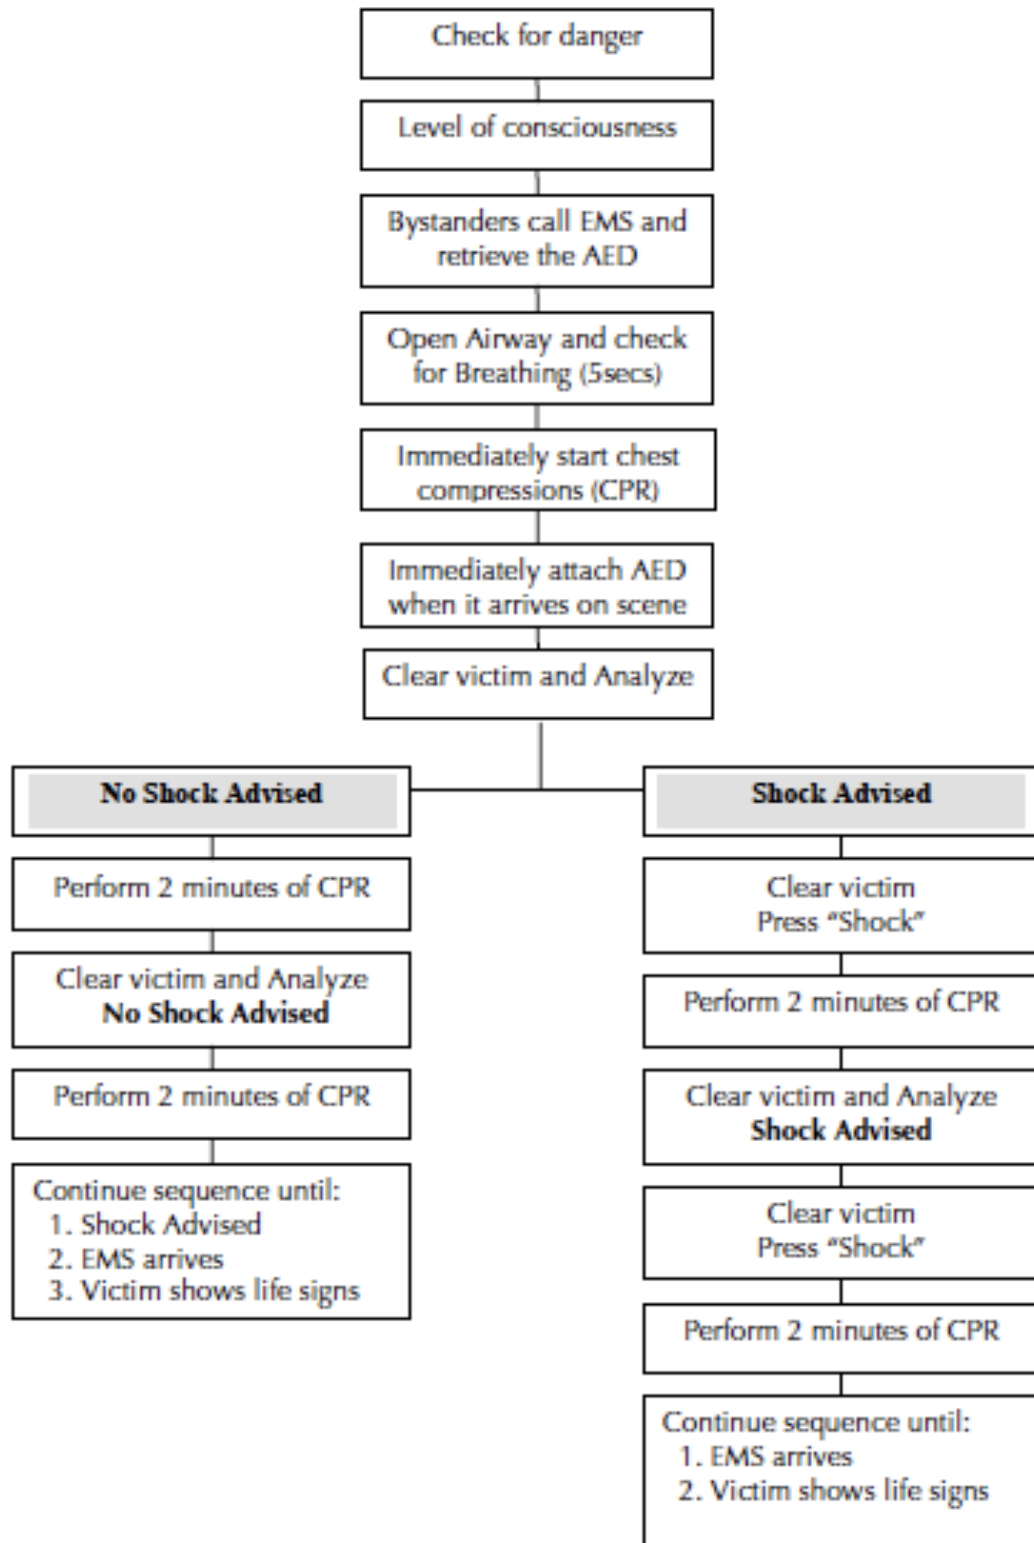 Check for danger
Level of consciousness
Bystanders call EMS and
retrieve the AED
Open Airway and check
for Breathing (5secs)
Immediately start chest
compressions (CPR)
Immediately attach AED
when it arrives on scene
Clear victim and Analyze
No Shock Advised
Perform 2 minutes of CPR
Clear victim and Analyze
No Shock Advised
Perform 2 minutes of CPR
Continue sequence until:
1. Shock Advised
2. EMS arrives
3. Victim shows life signs
Shock Advised
Clear victim
Press “Shock”
Perform 2 minutes of CPR
Clear victim and Analyze
Shock Advised
Clear victim
Press “Shock”
Perform 2 minutes of CPR
Continue sequence until:
1. EMS arrives
2. Victim shows life signs